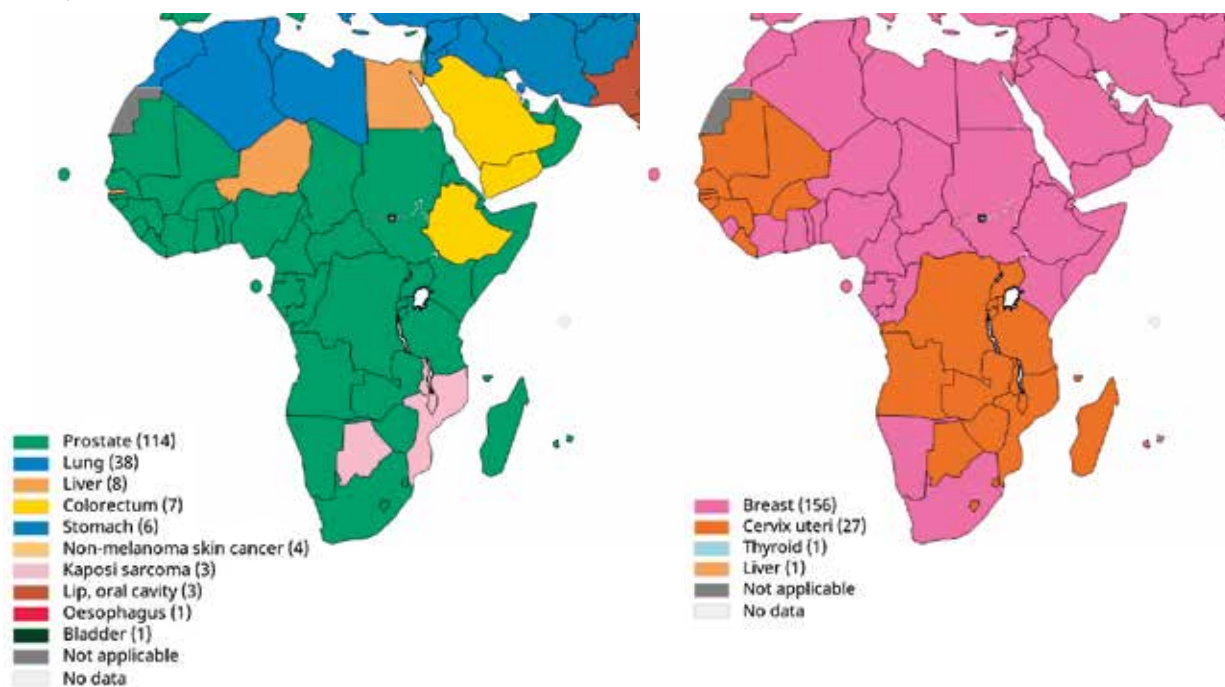 Prostate (114)
Lung (38)
Liver (8)
Colorectum (7)
Stomach (6)
Non-melanoma skin cancer (4)
Kaposi sarcoma (3)
Lip, oral cavity (3)
Oesophagus (1)
Bladder (1)
Not applicable
No data
Breast (156)
Cervix uteri (27)
Thyroid (1)
Liver (1)
Not applicable
No data